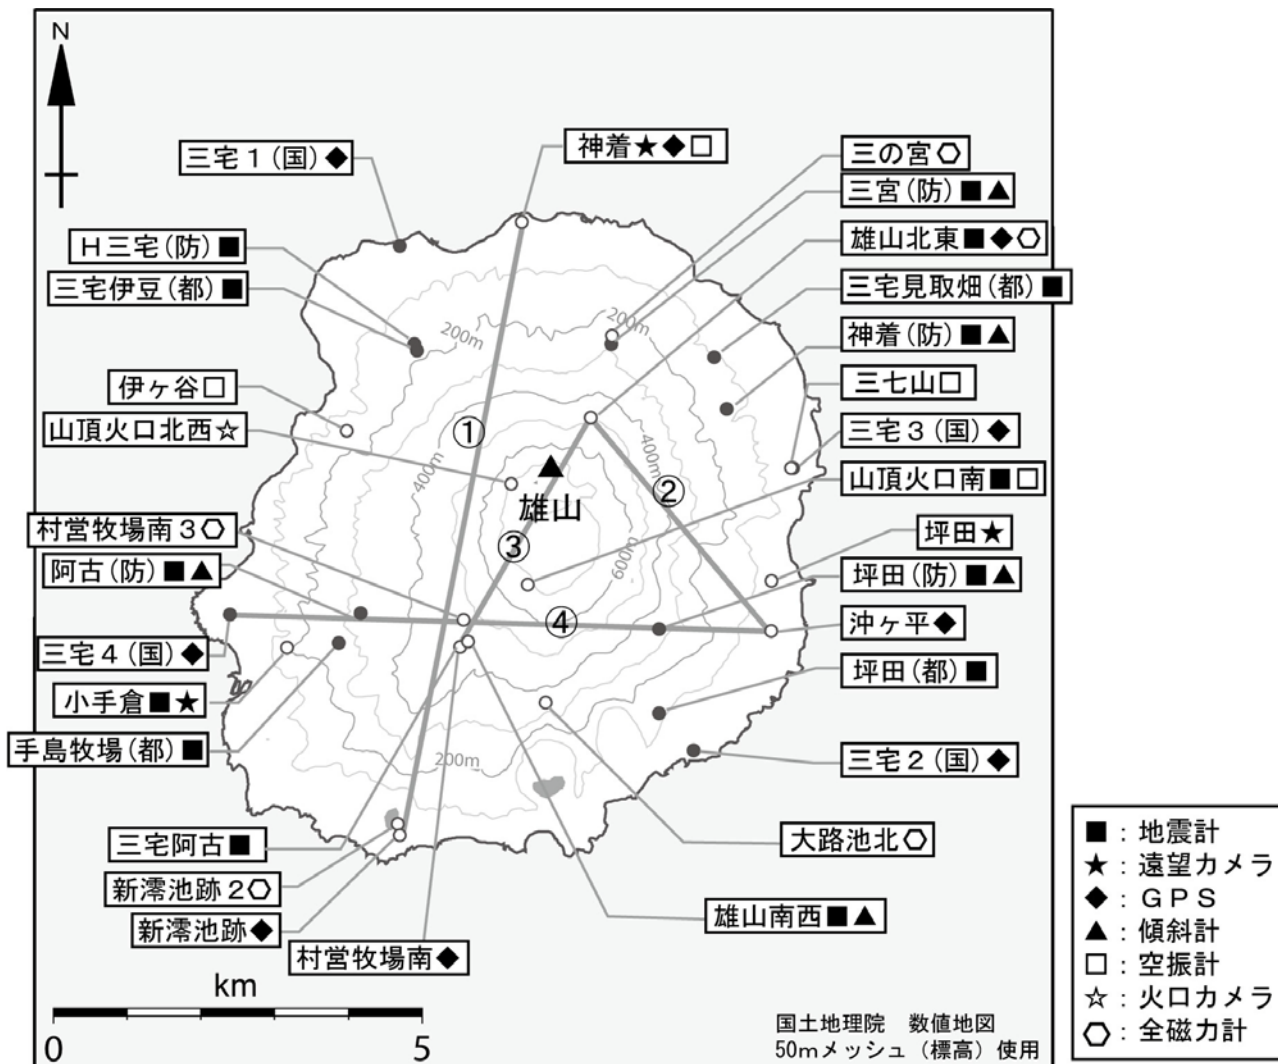 N
神着★◆□
三宅1(国)◆
三の宮⬡
三宮(防)■▲
H三宅(防)■
雄山北東■◆⬡
三宅伊豆(都)■
三宅見取畑(都)■
200m
200m
神着(防)■▲
伊ヶ谷□
三七山□
山頂火口北西☆
①
三宅3(国)◆
400m
400m
②
山頂火口南■□
雄山
村営牧場南3⬡
坪田★
③
600m
阿古(防)■▲
坪田(防)■▲
④
沖ヶ平◆
三宅4(国)◆
坪田(都)■
小手倉■★
手島牧場(都)■
200m
三宅2(国)◆
三宅阿古■
大路池北⬡
新澪池跡2⬡
新澪池跡◆
雄山南西■▲
村営牧場南◆
km
0 5
国土地理院 数値地図
50mメッシュ(標高)使用
■:地震計
★:遠望カメラ
◆:GPS
▲:傾斜計
□:空振計
☆:火口カメラ
⬡:全磁力計